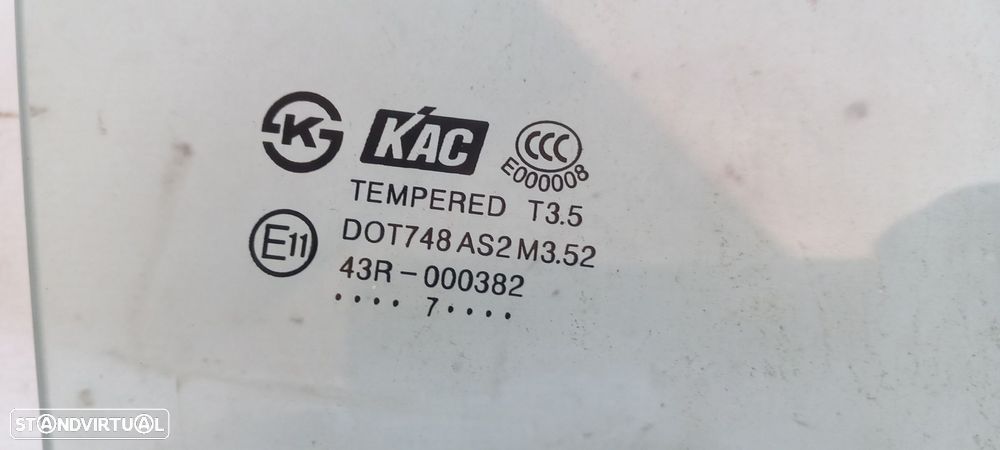 K KAC CCC
E000008
TEMPERED T3.5
E11 DOT748 AS2 M3.52
43R-000382
•••• 7••••
STANDVIRTUAL